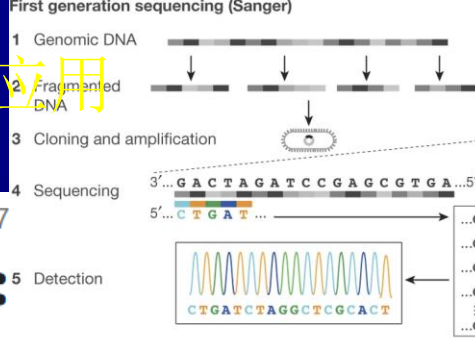 First generation sequencing (Sanger)
1 Genomic DNA
应用
2 Fragmented
DNA
3 Cloning and amplification
4 Sequencing
3′...GACTAGATCCGAGCGTGA...5′
5′...CTGAT...
7
5 Detection
CTGATCTAGGCTCGCACT